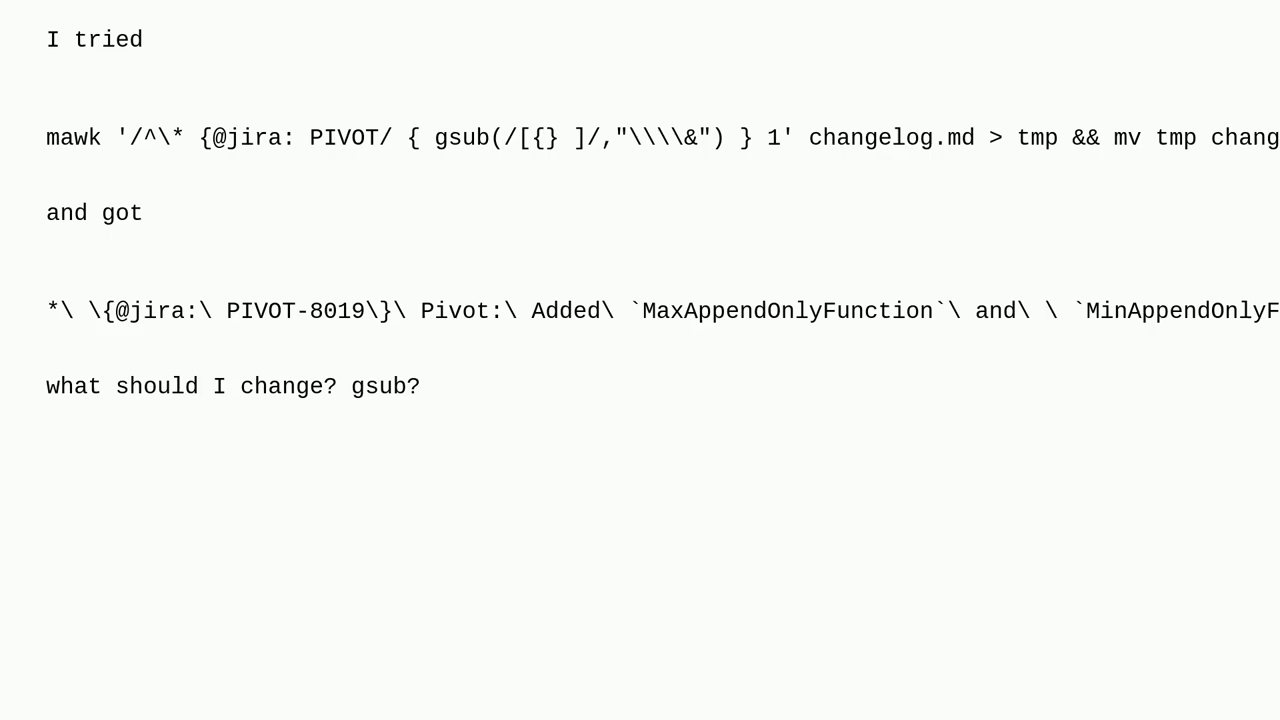 I tried
mawk '/^\* {@jira: PIVOT/ { gsub(/[{} ]/,"\\\\&") } 1' changelog.md > tmp && mv tmp chang
and got
*\ \{@jira:\ PIVOT-8019\}\ Pivot:\ Added\ `MaxAppendOnlyFunction`\ and\ \ `MinAppendOnlyF
what should I change? gsub?